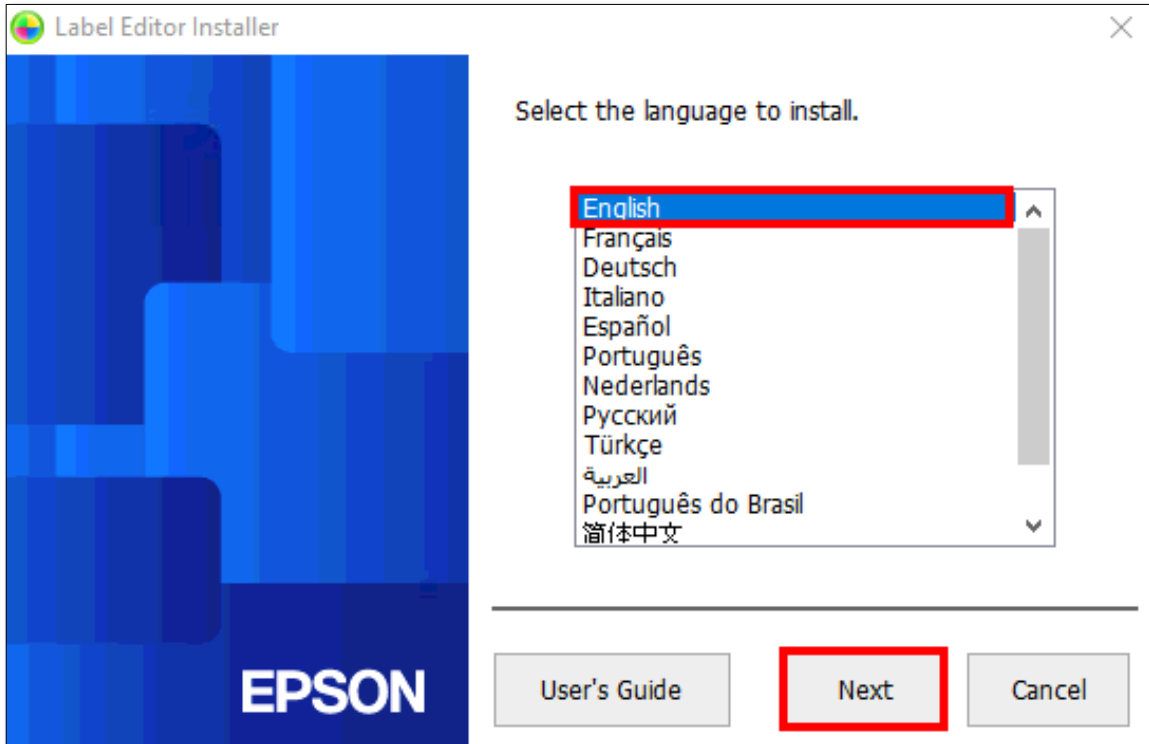 Label Editor Installer
Select the language to install.
English
Français
Deutsch
Italiano
Español
Português
Nederlands
Русский
Türkçe
العربية
Português do Brasil
简体中文
EPSON
User's Guide
Next
Cancel